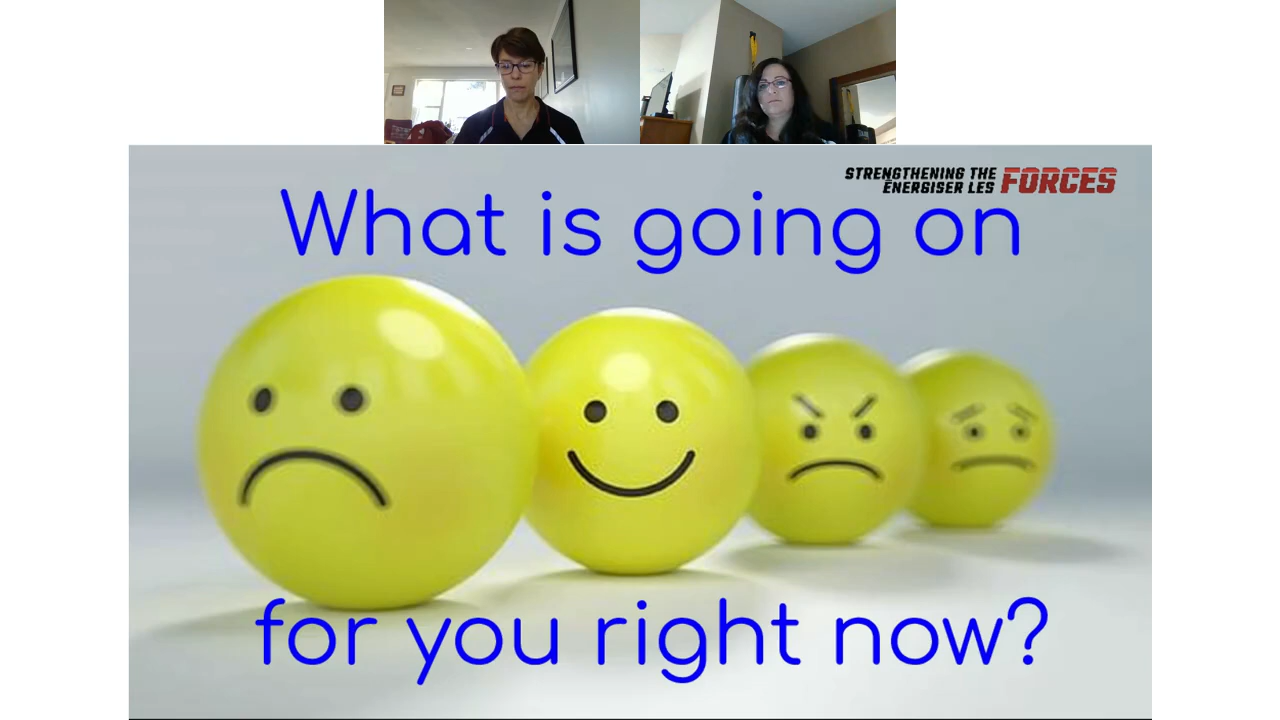 STRENGTHENING THE
ÉNERGISER LES FORCES
What is going on
for you right now?